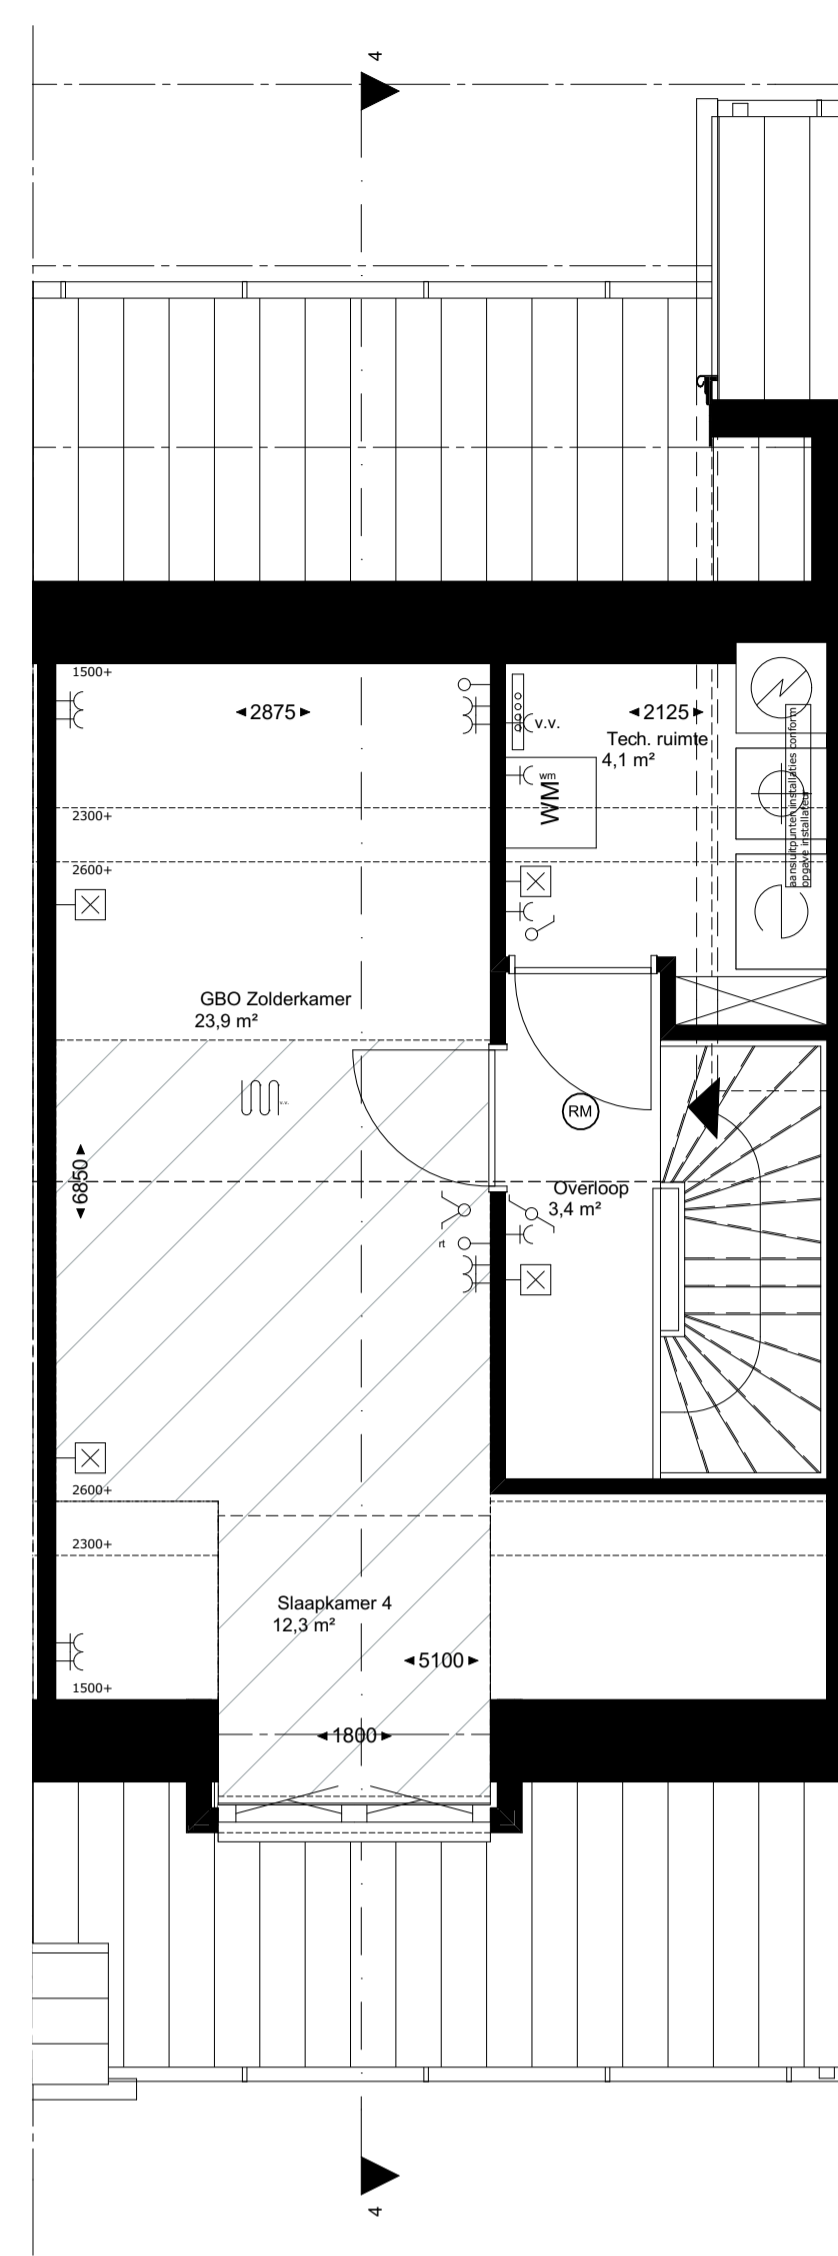 4
1500+
2875
v.v.
2125
Tech. ruimte
4,1 m²
wm
WM
aansluitpunten installaties conform
opgave installateur
2300+
2600+
GBO Zolderkamer
23,9 m²
v.v.
RM
6850
Overloop
3,4 m²
rt
2600+
2300+
Slaapkamer 4
12,3 m²
5100
1500+
1800
4